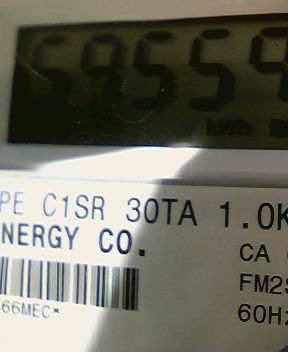 59559
kWh
PE C1SR 30TA 1.0K
NERGY CO.
CA
FM2S
60Hz
66MEC*